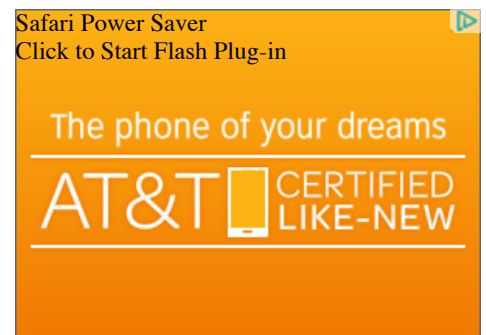 Safari Power Saver
Click to Start Flash Plug-in
The phone of your dreams
AT&T CERTIFIED
LIKE-NEW